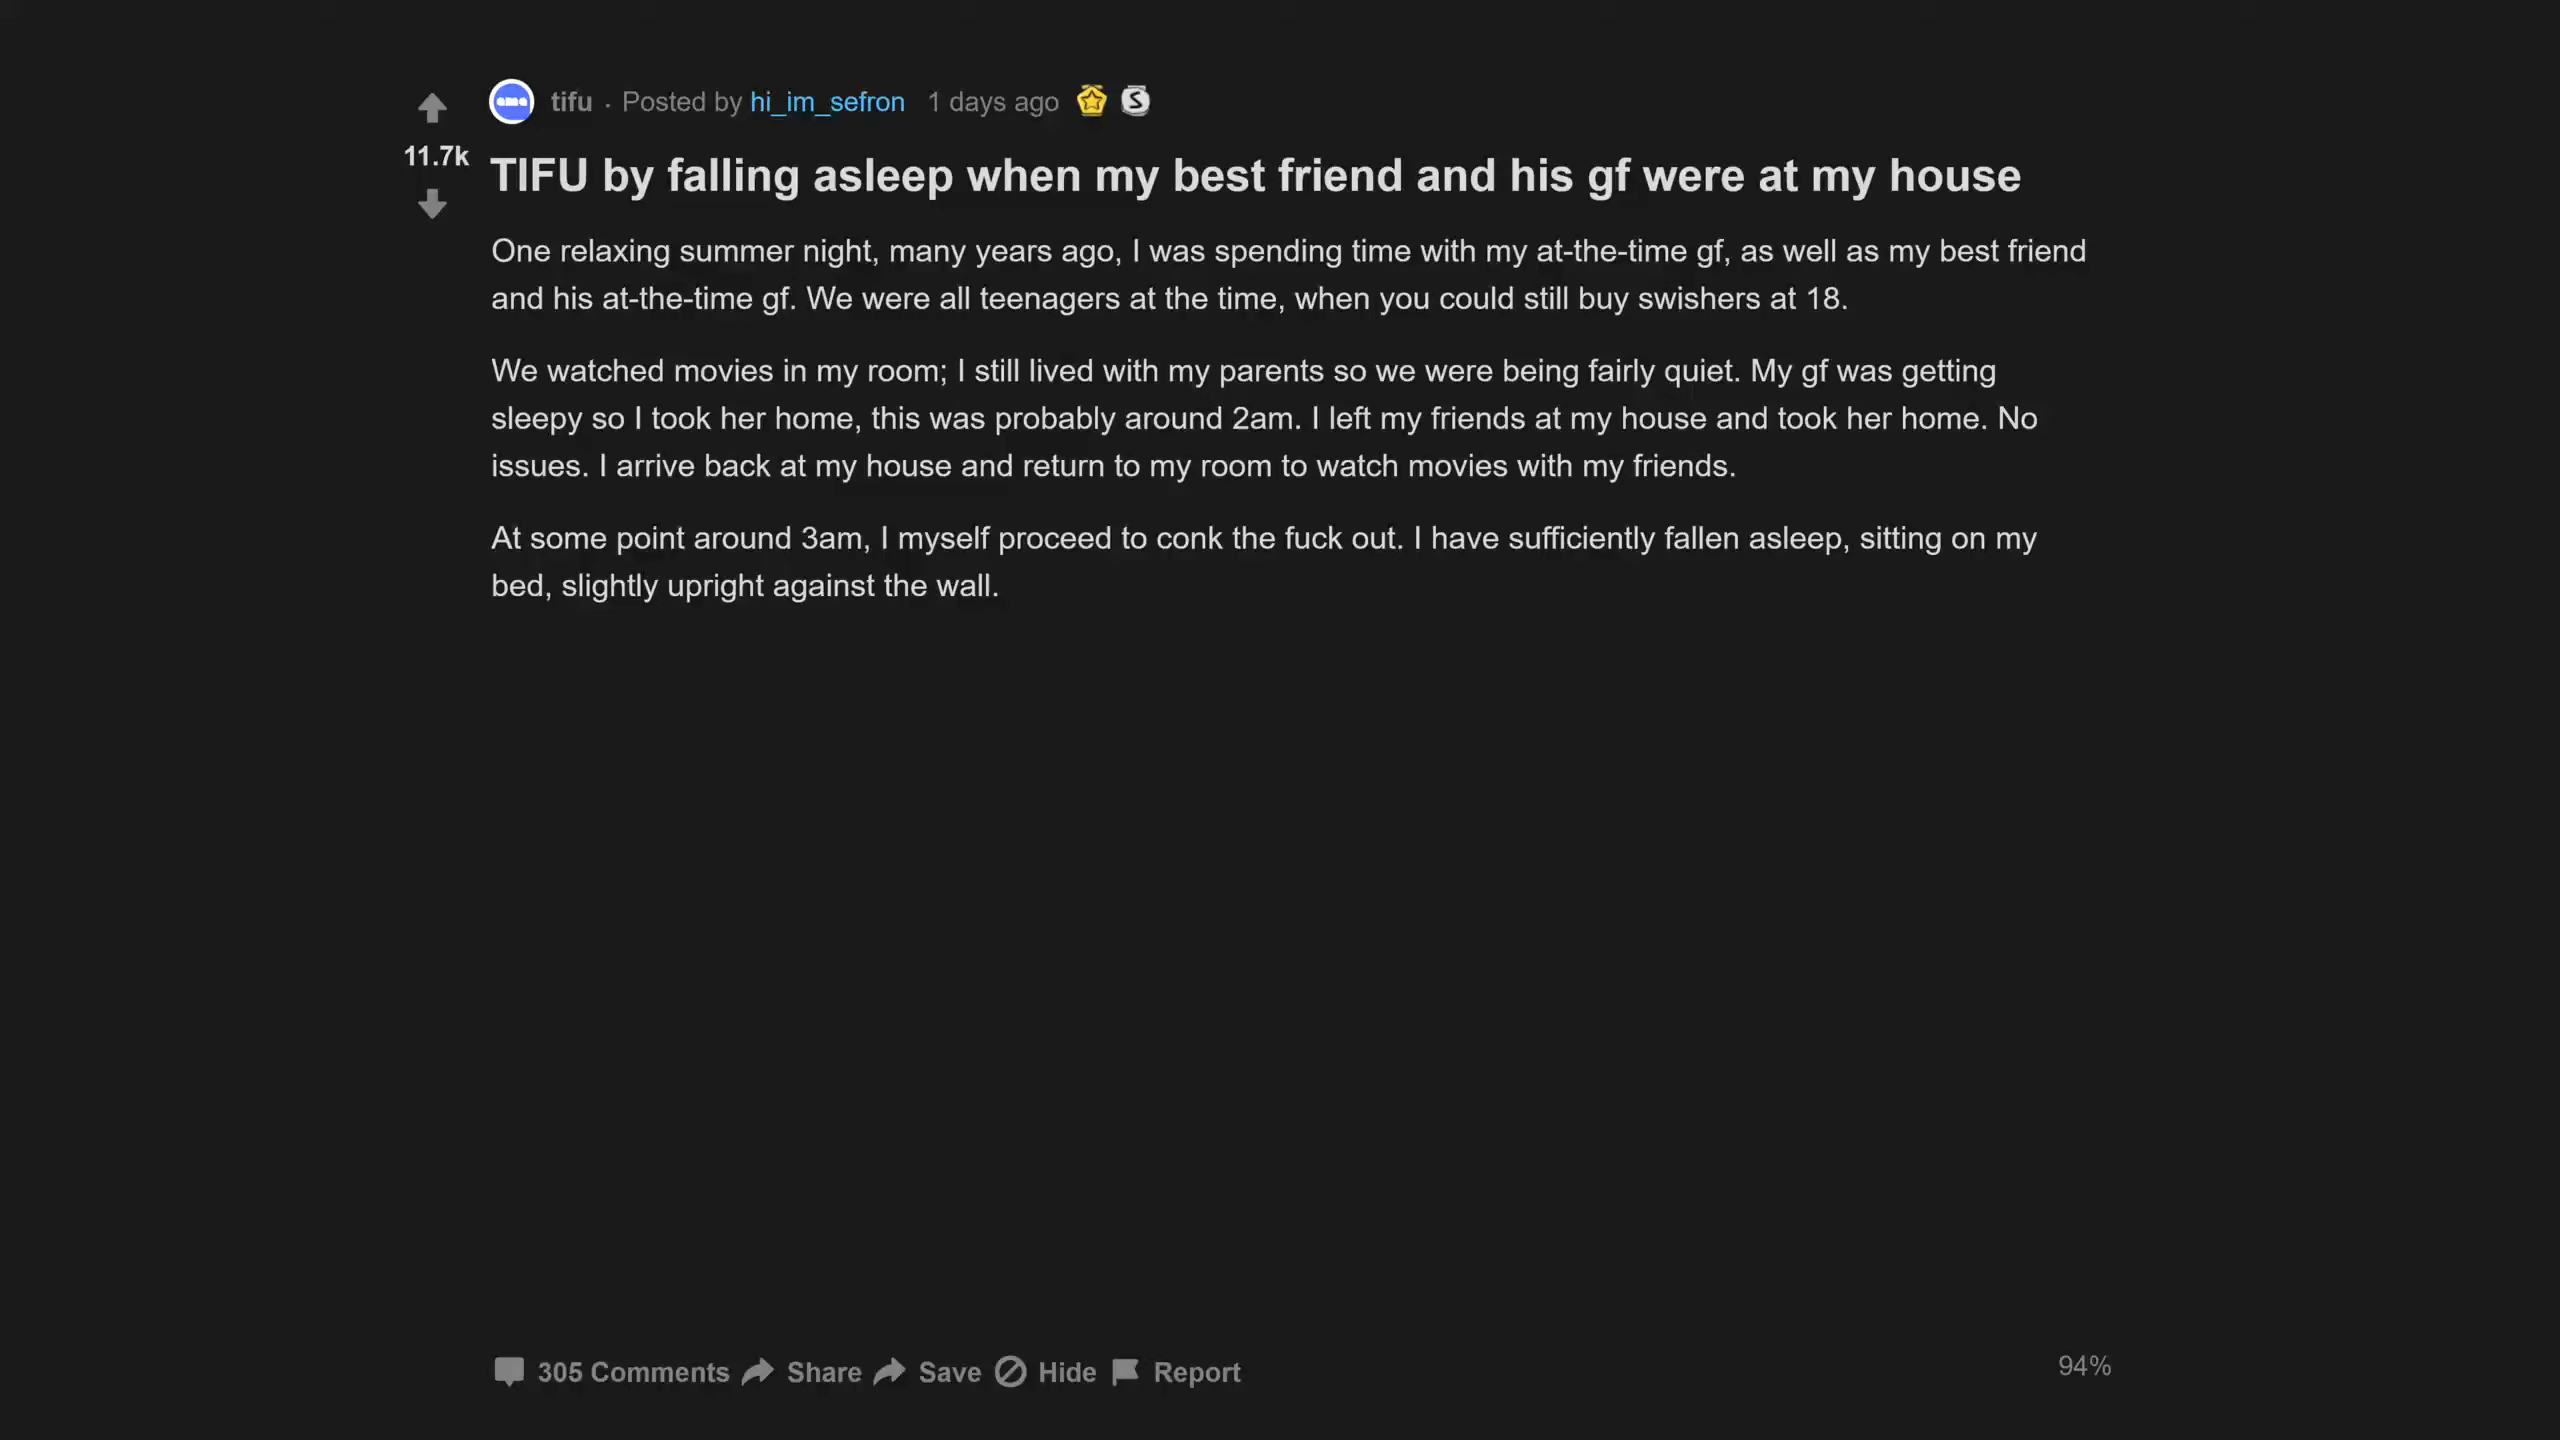 tifu · Posted by hi_im_sefron 1 days ago
11.7k
TIFU by falling asleep when my best friend and his gf were at my house
One relaxing summer night, many years ago, I was spending time with my at-the-time gf, as well as my best friend
and his at-the-time gf. We were all teenagers at the time, when you could still buy swishers at 18.
We watched movies in my room; I still lived with my parents so we were being fairly quiet. My gf was getting
sleepy so I took her home, this was probably around 2am. I left my friends at my house and took her home. No
issues. I arrive back at my house and return to my room to watch movies with my friends.
At some point around 3am, I myself proceed to conk the fuck out. I have sufficiently fallen asleep, sitting on my
bed, slightly upright against the wall.
305 Comments Share Save Hide Report
94%